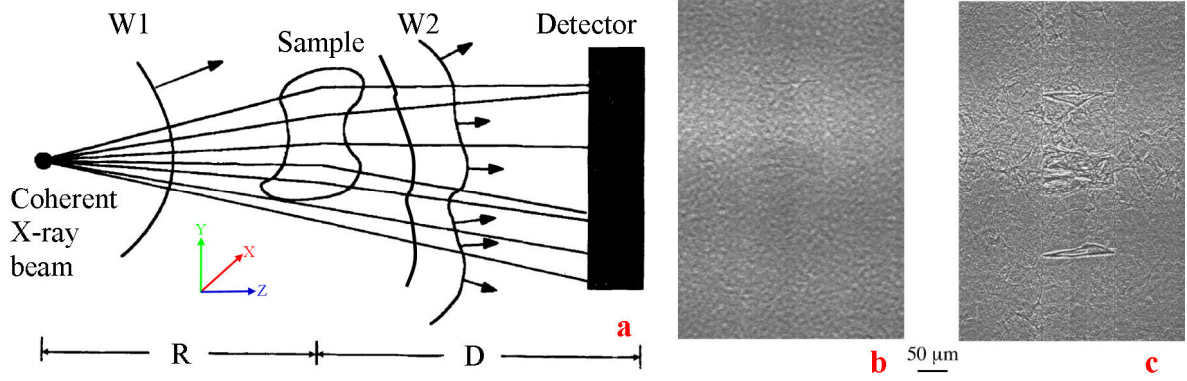 W1
Sample
W2
Detector
Coherent
X-ray
beam
Y
X
Z
R
D
a
b
50 µm
c